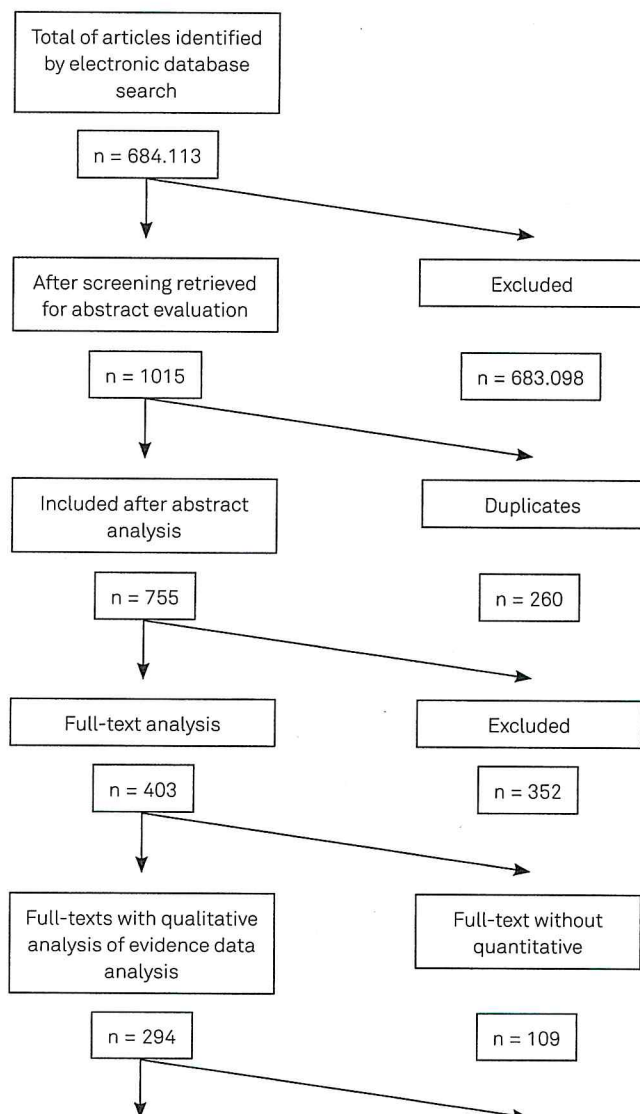 Total of articles identified
by electronic database
search
n = 684.113
After screening retrieved
for abstract evaluation
Excluded
n = 1015
n = 683.098
Included after abstract
analysis
Duplicates
n = 755
n = 260
Full-text analysis
Excluded
n = 403
n = 352
Full-texts with qualitative
analysis of evidence data
analysis
Full-text without
quantitative
n = 294
n = 109